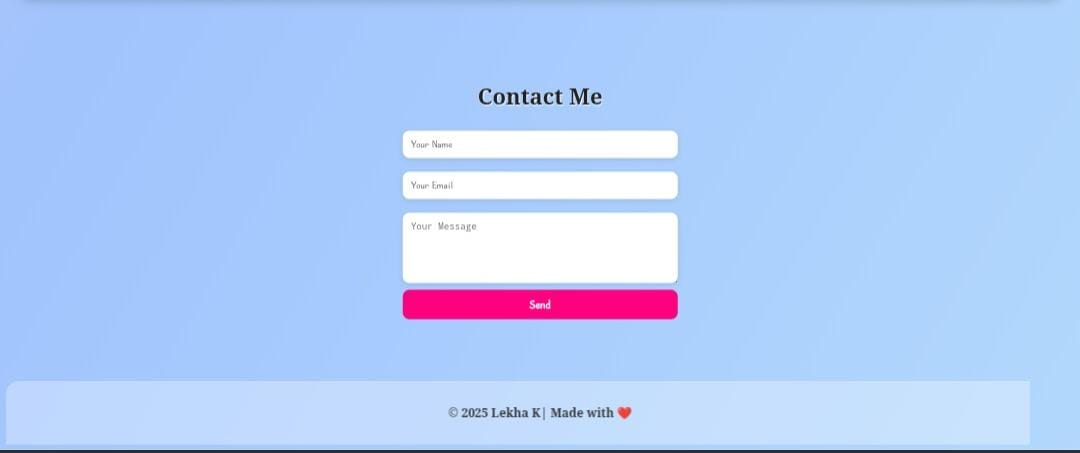 Contact Me
Your Name
Your Email
Your Message
Send
© 2025 Lekha K| Made with ❤️